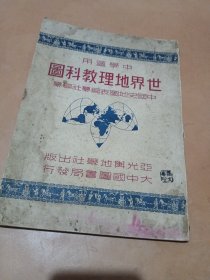 用適學中
圖科教理地界世
中國史地圖表編纂社編纂
版出社學地輿光亞
行發局書圖國中大